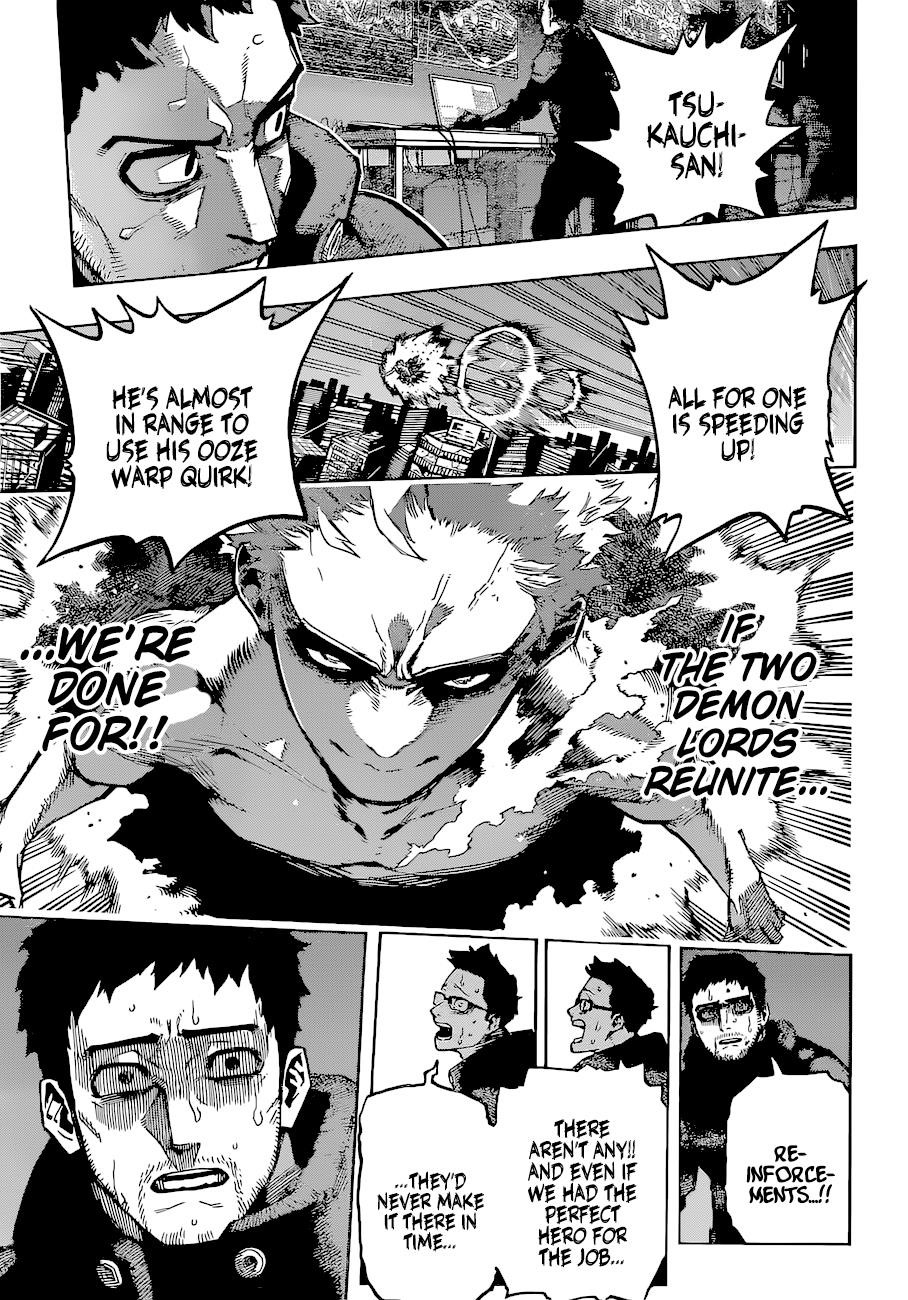 TSU-
KAUCHI-
SAN!
ALL FOR ONE
IS SPEEDING
UP!
HE'S ALMOST
IN RANGE TO
USE HIS OOZE
WARP QUIRK!
IF
THE TWO
DEMON
LORDS
REUNITE...
...WE'RE
DONE
FOR!!
RE-
INFORCE-
MENTS...!!
THERE
AREN'T ANY!!
AND EVEN IF
WE HAD THE
PERFECT
HERO FOR
THE JOB...
...THEY'D
NEVER MAKE
IT THERE IN
TIME...